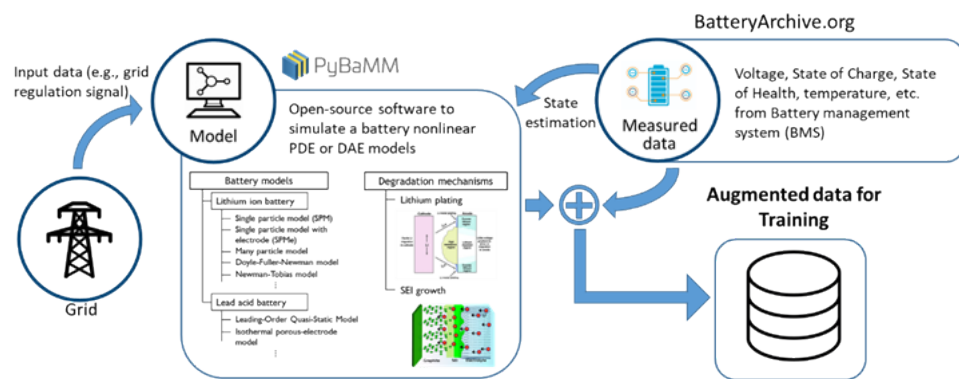 BatteryArchive.org
Input data (e.g., grid
regulation signal)
Model
PyBaMM
Open-source software to
simulate a battery nonlinear
PDE or DAE models
State
estimation
Measured
data
Voltage, State of Charge, State
of Health, temperature, etc.
from Battery management
system (BMS)
Battery models
Lithium ion battery
Single particle model (SPM)
Single particle model with
electrode (SPMe)
Many particle model
Doyle-Fuller-Newman model
Newman-Tobias model
Lead acid battery
Leading-Order Quasi-Static Model
Isothermal porous-electrode
model
Degradation mechanisms
Lithium plating
SEI growth
Grid
Augmented data for
Training